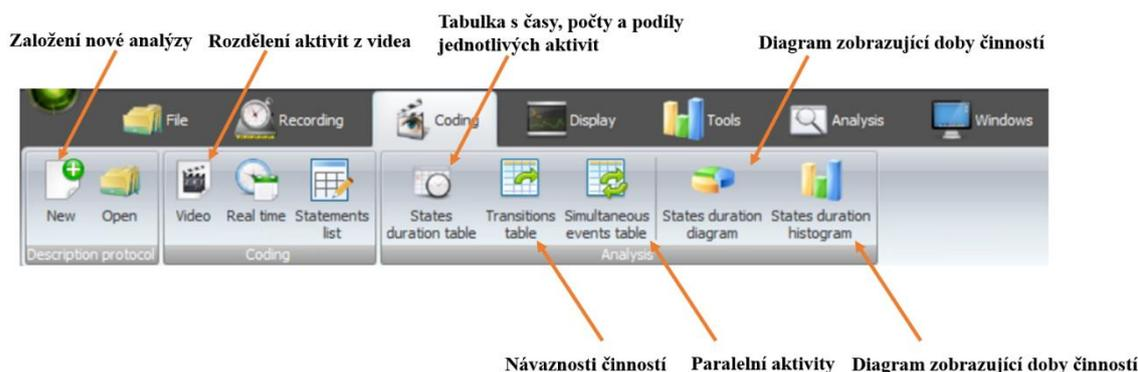 Tabulka s časy, počty a podíly
jednotlivých aktivit
Založení nové analýzy
Rozdělení aktivit z videa
Diagram zobrazující doby činností
File
Recording
Coding
Display
Tools
Analysis
Windows
New
Open
Video
Real time
Statements
list
States
duration table
Transitions
table
Simultaneous
events table
States duration
diagram
States duration
histogram
Description protocol
Coding
Analysis
Návaznosti činností
Paralelní aktivity
Diagram zobrazující doby činností